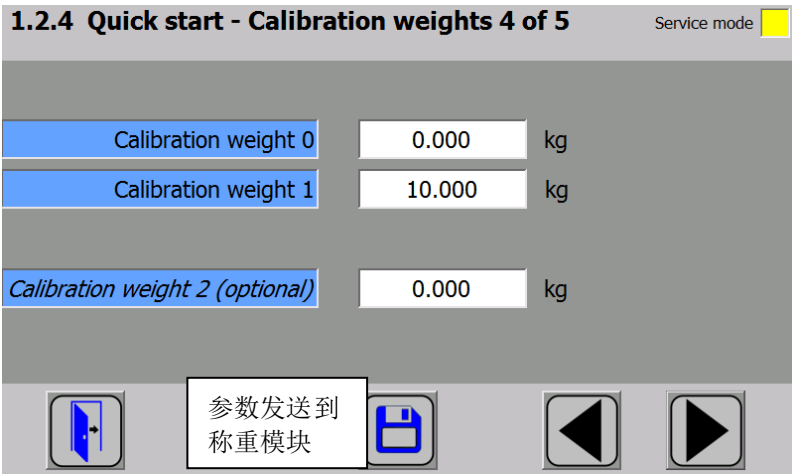 1.2.4 Quick start - Calibration weights 4 of 5
Service mode
Calibration weight 0 0.000 kg
Calibration weight 1 10.000 kg
Calibration weight 2 (optional) 0.000 kg
参数发送到
称重模块